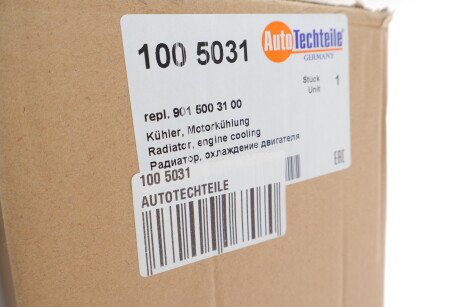 100 5031
AutoTechteile
GERMANY
Stück
Unit
1
repl. 901 500 31 00
Kühler, Motorkühlung
Radiator, engine cooling
Радиатор, охлаждение двигателя
EAC
100 5031
AUTOTECHTEILE